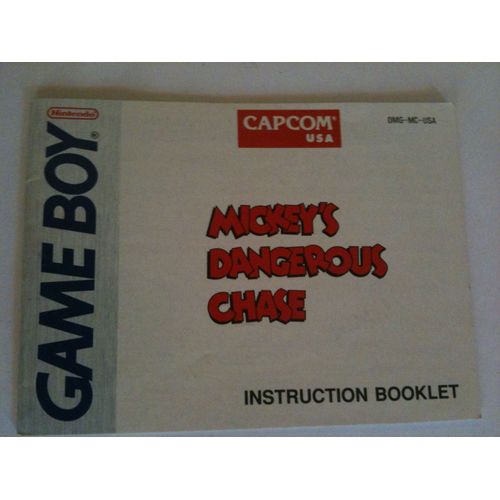 Nintendo®
GAME BOY®
CAPCOM®
USA
DMG-MC-USA
MICKEY'S
DANGEROUS
CHASE
INSTRUCTION BOOKLET